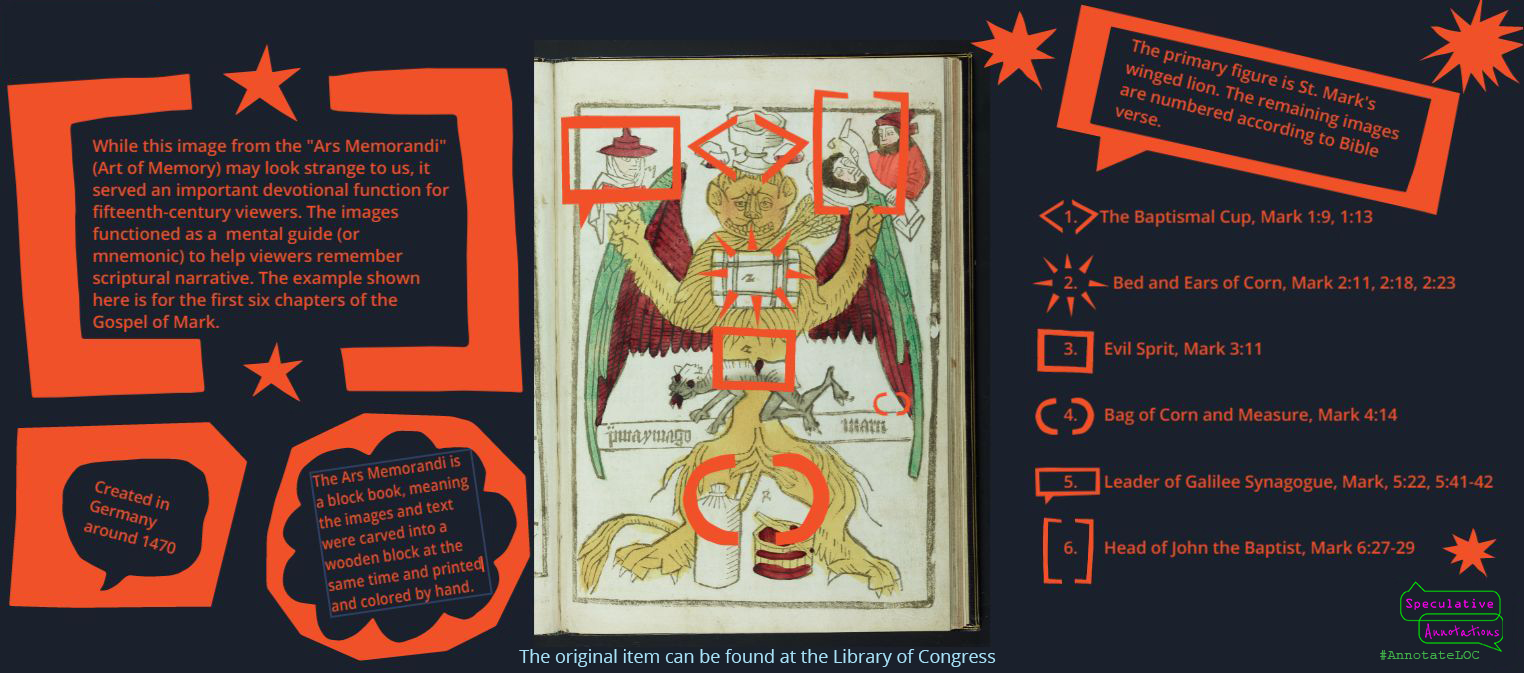 While this image from the "Ars Memorandi"
(Art of Memory) may look strange to us, it
served an important devotional function for
fifteenth-century viewers. The images
functioned as a mental guide (or
mnemonic) to help viewers remember
scriptural narrative. The example shown
here is for the first six chapters of the
Gospel of Mark.
Created in
Germany
around 1470
The Ars Memorandi is
a block book, meaning
the images and text
were carved into a
wooden block at the
same time and printed
and colored by hand.
2
The original item can be found at the Library of Congress
The primary figure is St. Mark's
winged lion. The remaining images
are numbered according to Bible
verse.
1. The Baptismal Cup, Mark 1:9, 1:13
2. Bed and Ears of Corn, Mark 2:11, 2:18, 2:23
3. Evil Sprit, Mark 3:11
4. Bag of Corn and Measure, Mark 4:14
5. Leader of Galilee Synagogue, Mark, 5:22, 5:41-42
6. Head of John the Baptist, Mark 6:27-29
Speculative
Annotations
#AnnotateLOC